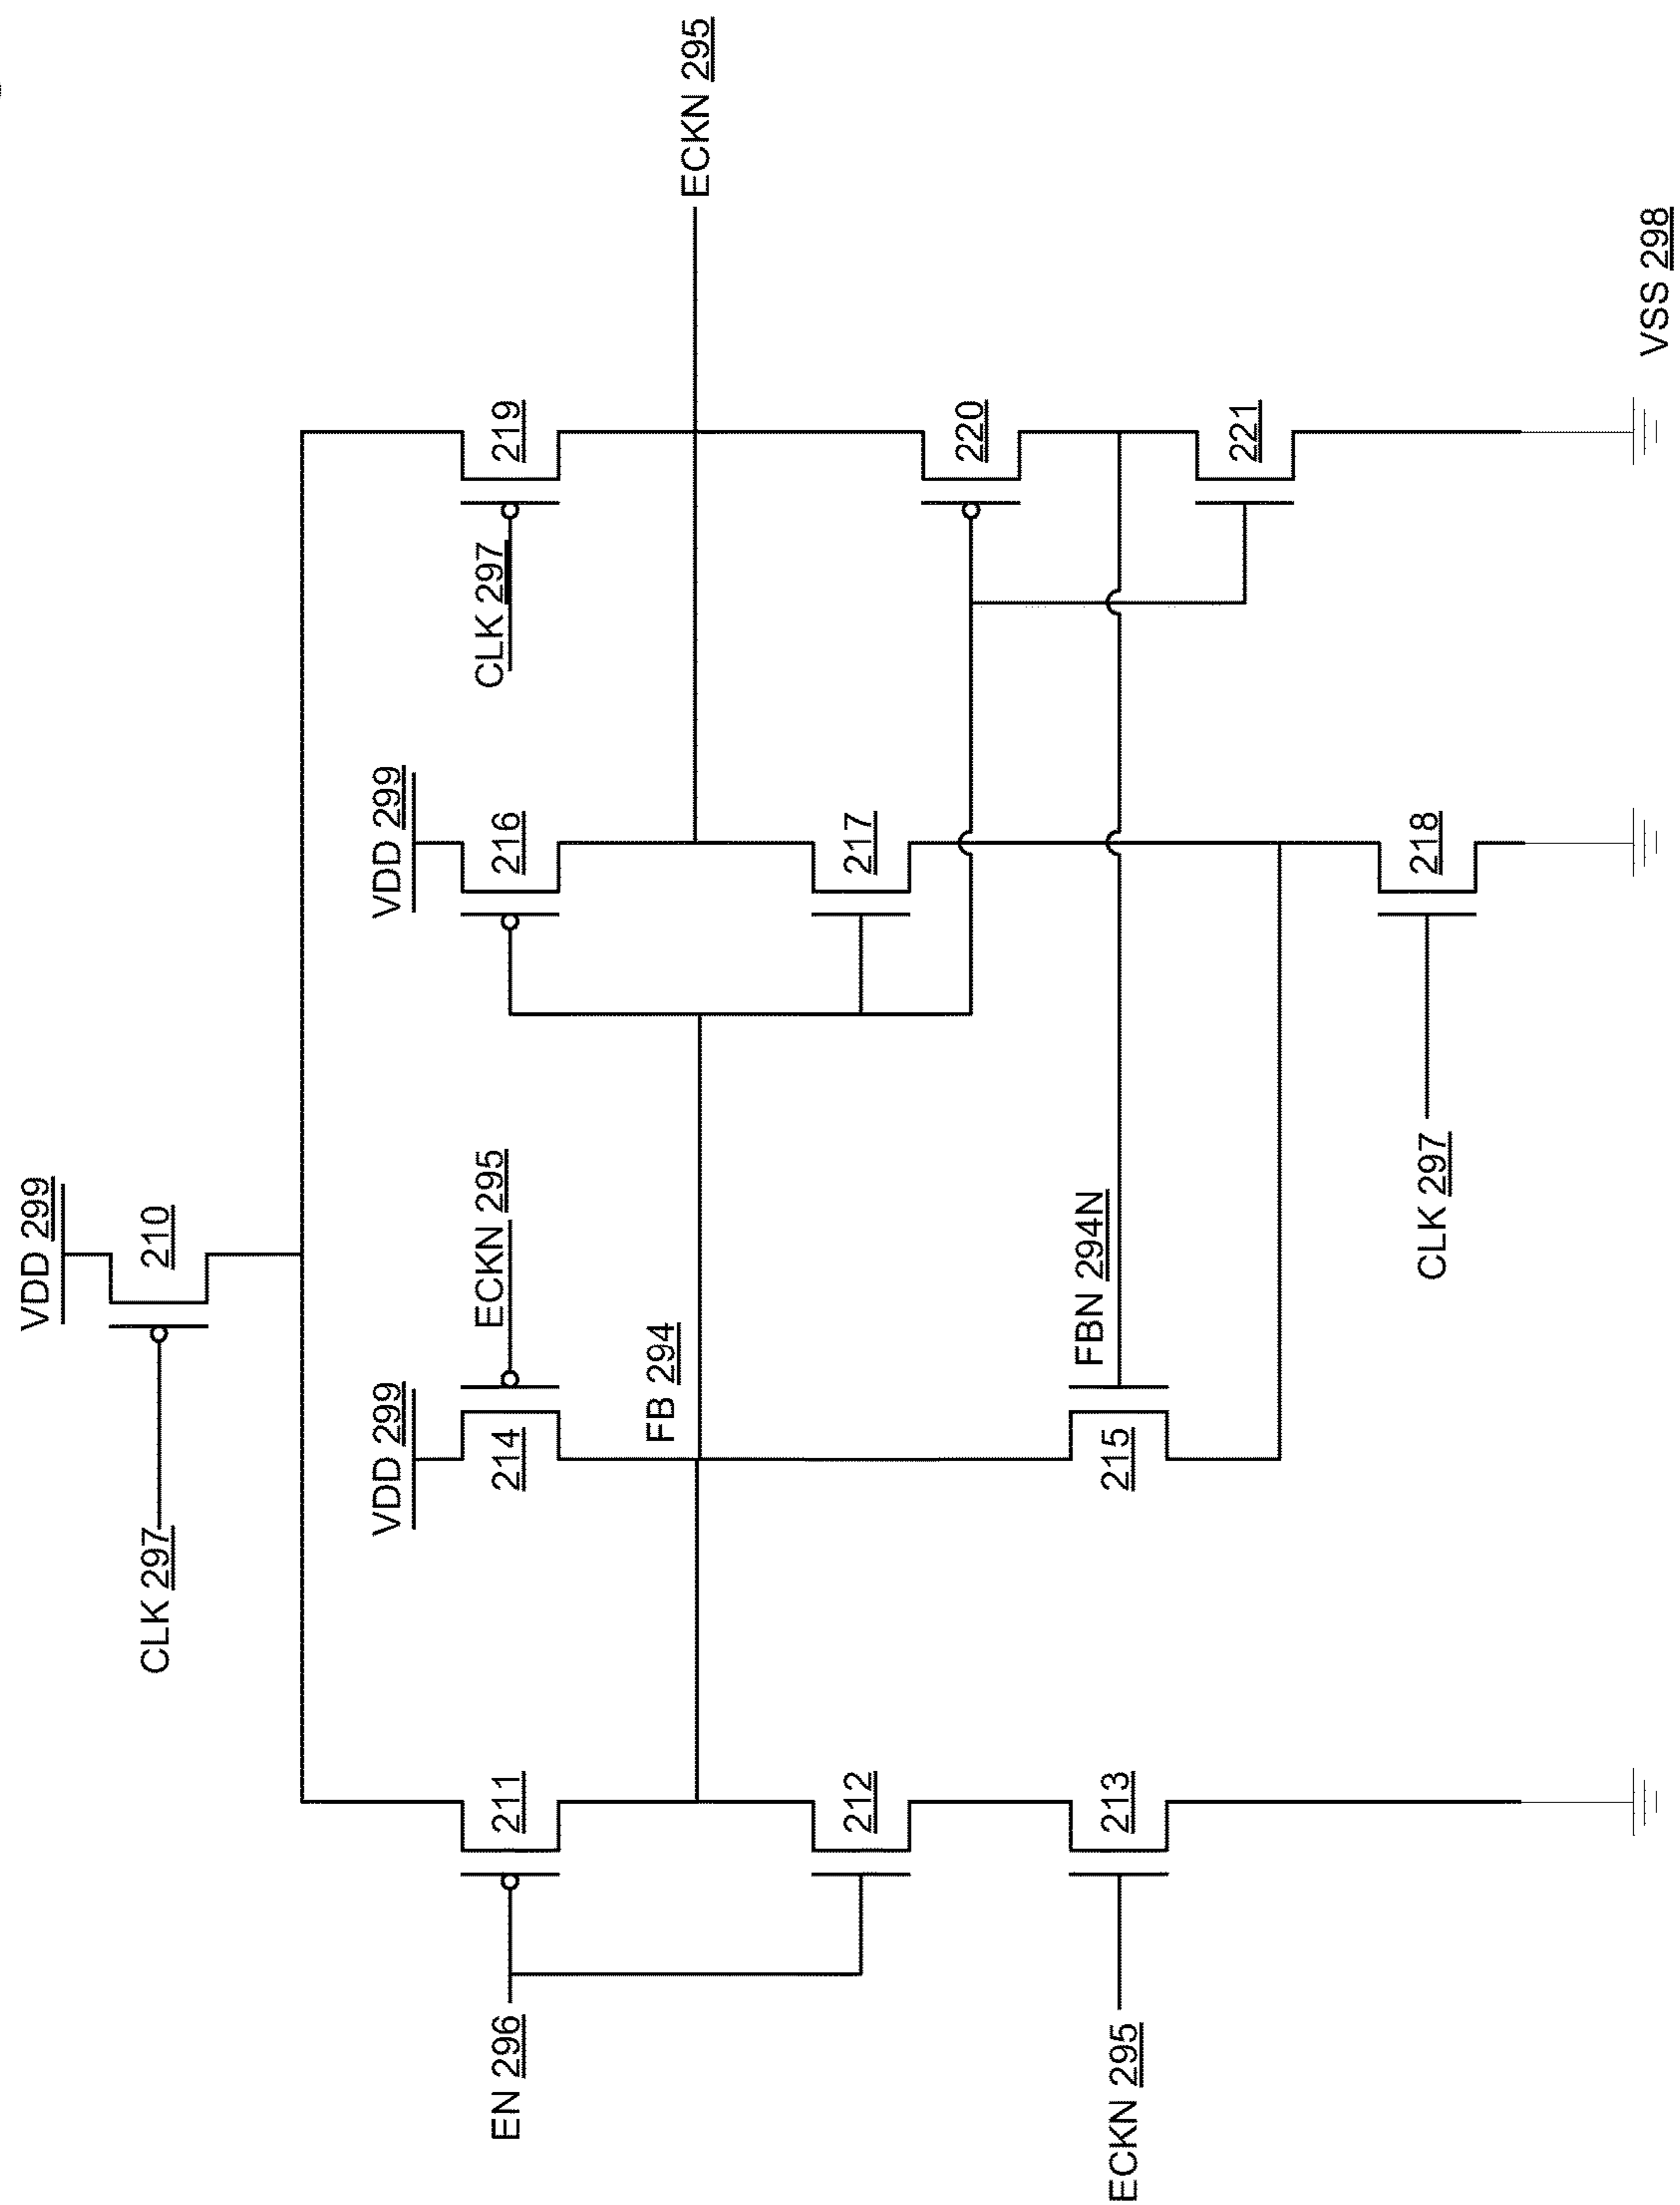 VDD 299
CLK 297
210
VDD 299
VDD 299
EN 296
211
214
ECKN 295
216
CLK 297
219
FB 294
ECKN 295
212
217
220
ECKN 295
213
215
FBN 294N
221
CLK 297
218
VSS 298